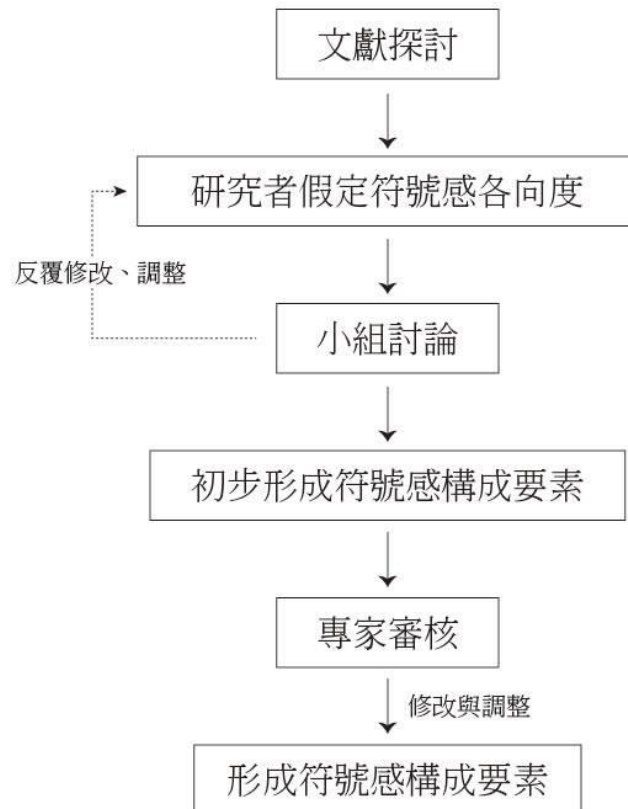 文獻探討
研究者假定符號感各向度
反覆修改、調整
小組討論
初步形成符號感構成要素
專家審核
修改與調整
形成符號感構成要素